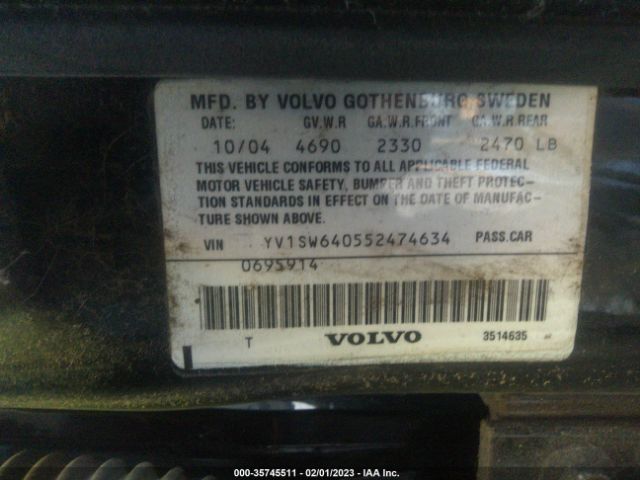 MFD. BY VOLVO GOTHENBURG SWEDEN
DATE: GV.W.R GA.W.R.FRONT GA.W.R REAR
10/04 4690 2330 2470 LB
THIS VEHICLE CONFORMS TO ALL APPLICABLE FEDERAL
MOTOR VEHICLE SAFETY, BUMPER AND THEFT PROTEC-
TION STANDARDS IN EFFECT ON THE DATE OF MANUFAC-
TURE SHOWN ABOVE.
VIN YV1SW640552474634 PASS.CAR
0695914
T VOLVO 3514635
000-35745511 - 02/01/2023 - IAA Inc.